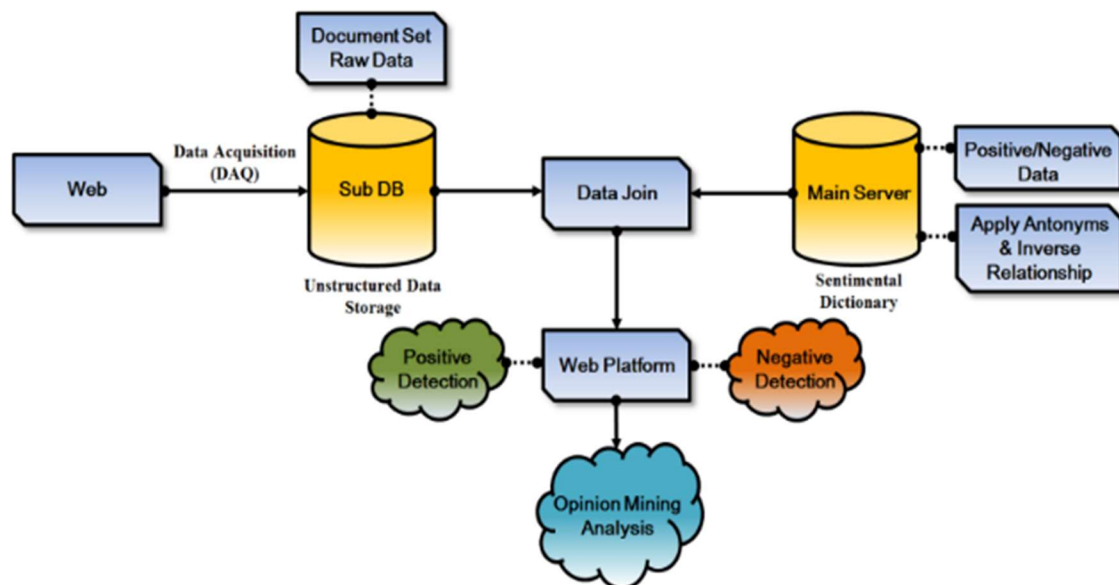 Document Set
Raw Data
Data Acquisition
(DAQ)
Web
Sub DB
Data Join
Main Server
Positive/Negative
Data
Apply Antonyms
& Inverse
Relationship
Unstructured Data
Storage
Sentimental
Dictionary
Positive
Detection
Web Platform
Negative
Detection
Opinion Mining
Analysis